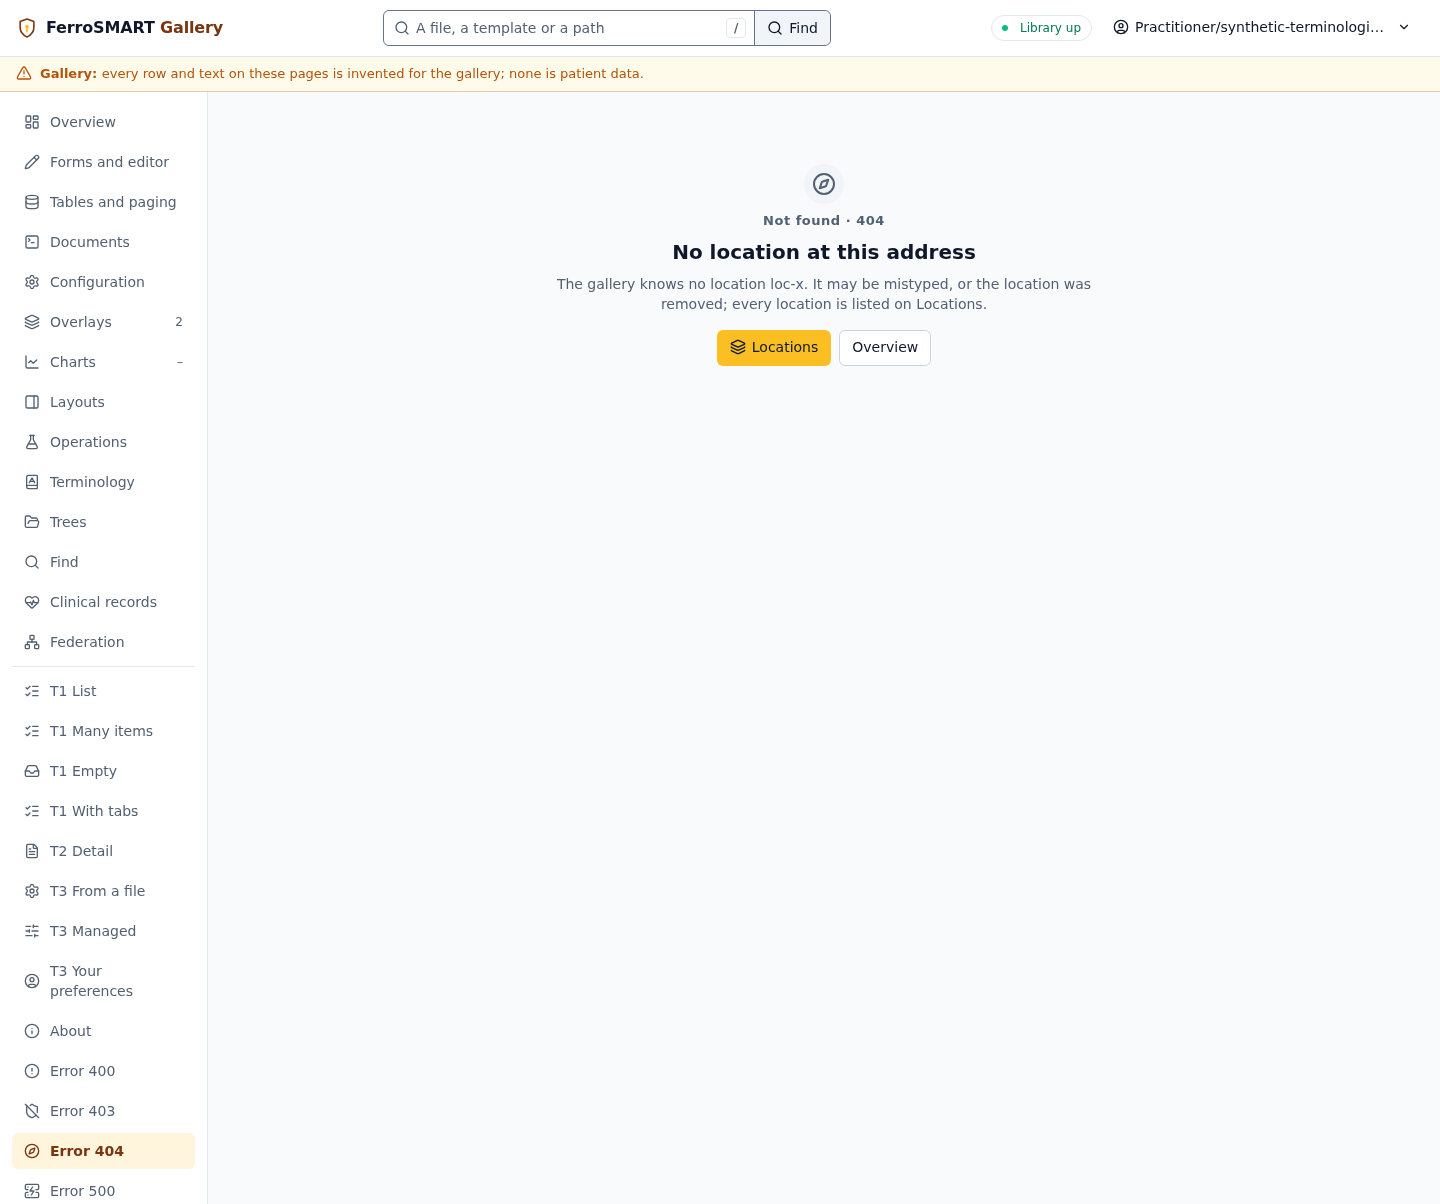 FerroSMART Gallery
A file, a template or a path
/
Find
Library up
Practitioner/synthetic-terminologi…
Gallery: every row and text on these pages is invented for the gallery; none is patient data.
Overview
Forms and editor
Tables and paging
Documents
Configuration
Overlays 2
Charts –
Layouts
Operations
Terminology
Trees
Find
Clinical records
Federation
T1 List
T1 Many items
T1 Empty
T1 With tabs
T2 Detail
T3 From a file
T3 Managed
T3 Your
preferences
About
Error 400
Error 403
Error 404
Error 500
Not found · 404
No location at this address
The gallery knows no location loc-x. It may be mistyped, or the location was
removed; every location is listed on Locations.
Locations
Overview